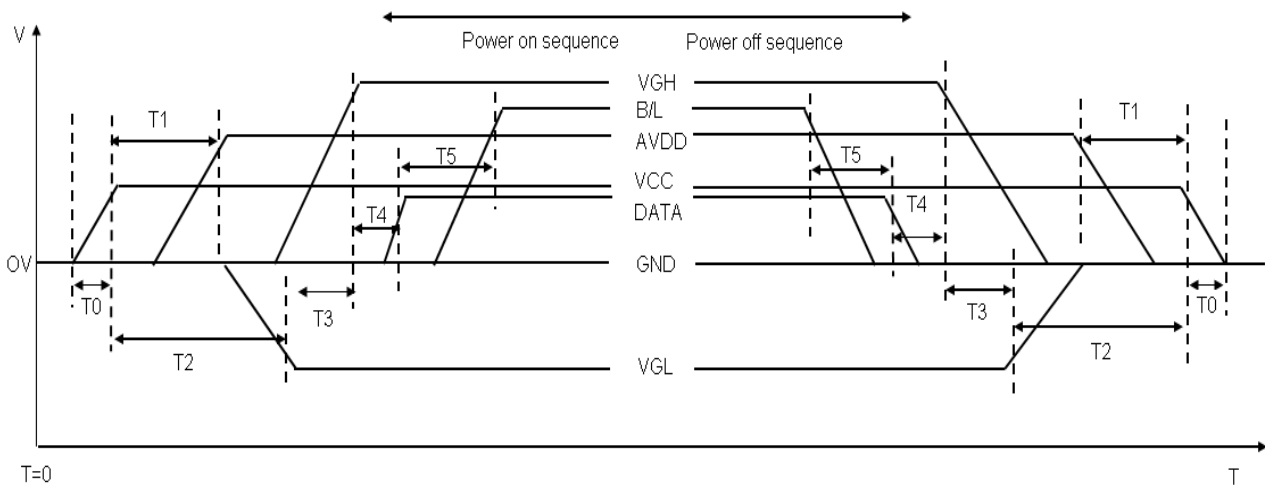 V
Power on sequence
Power off sequence
VGH
B/L
T1
T1
AVDD
T5
T5
VCC
T4
DATA
T4
0V
GND
T0
T3
T3
T0
T2
T2
VGL
T=0
T